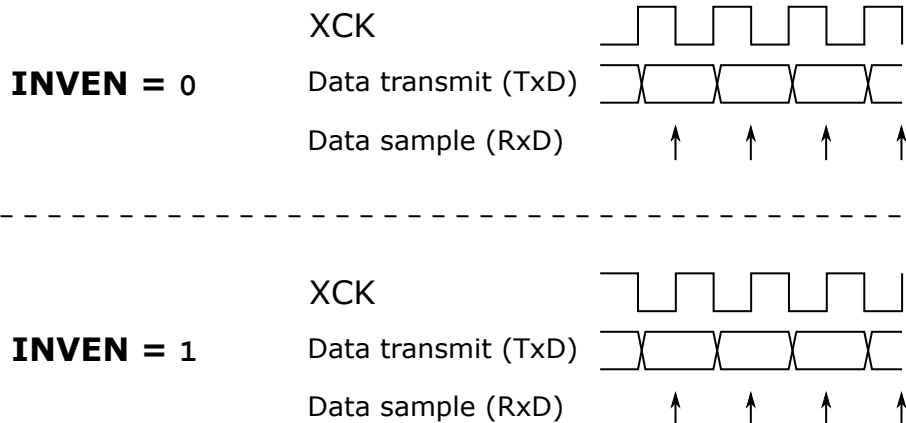 XCK
INVEN = 0
Data transmit (TxD)
Data sample (RxD)
XCK
INVEN = 1
Data transmit (TxD)
Data sample (RxD)